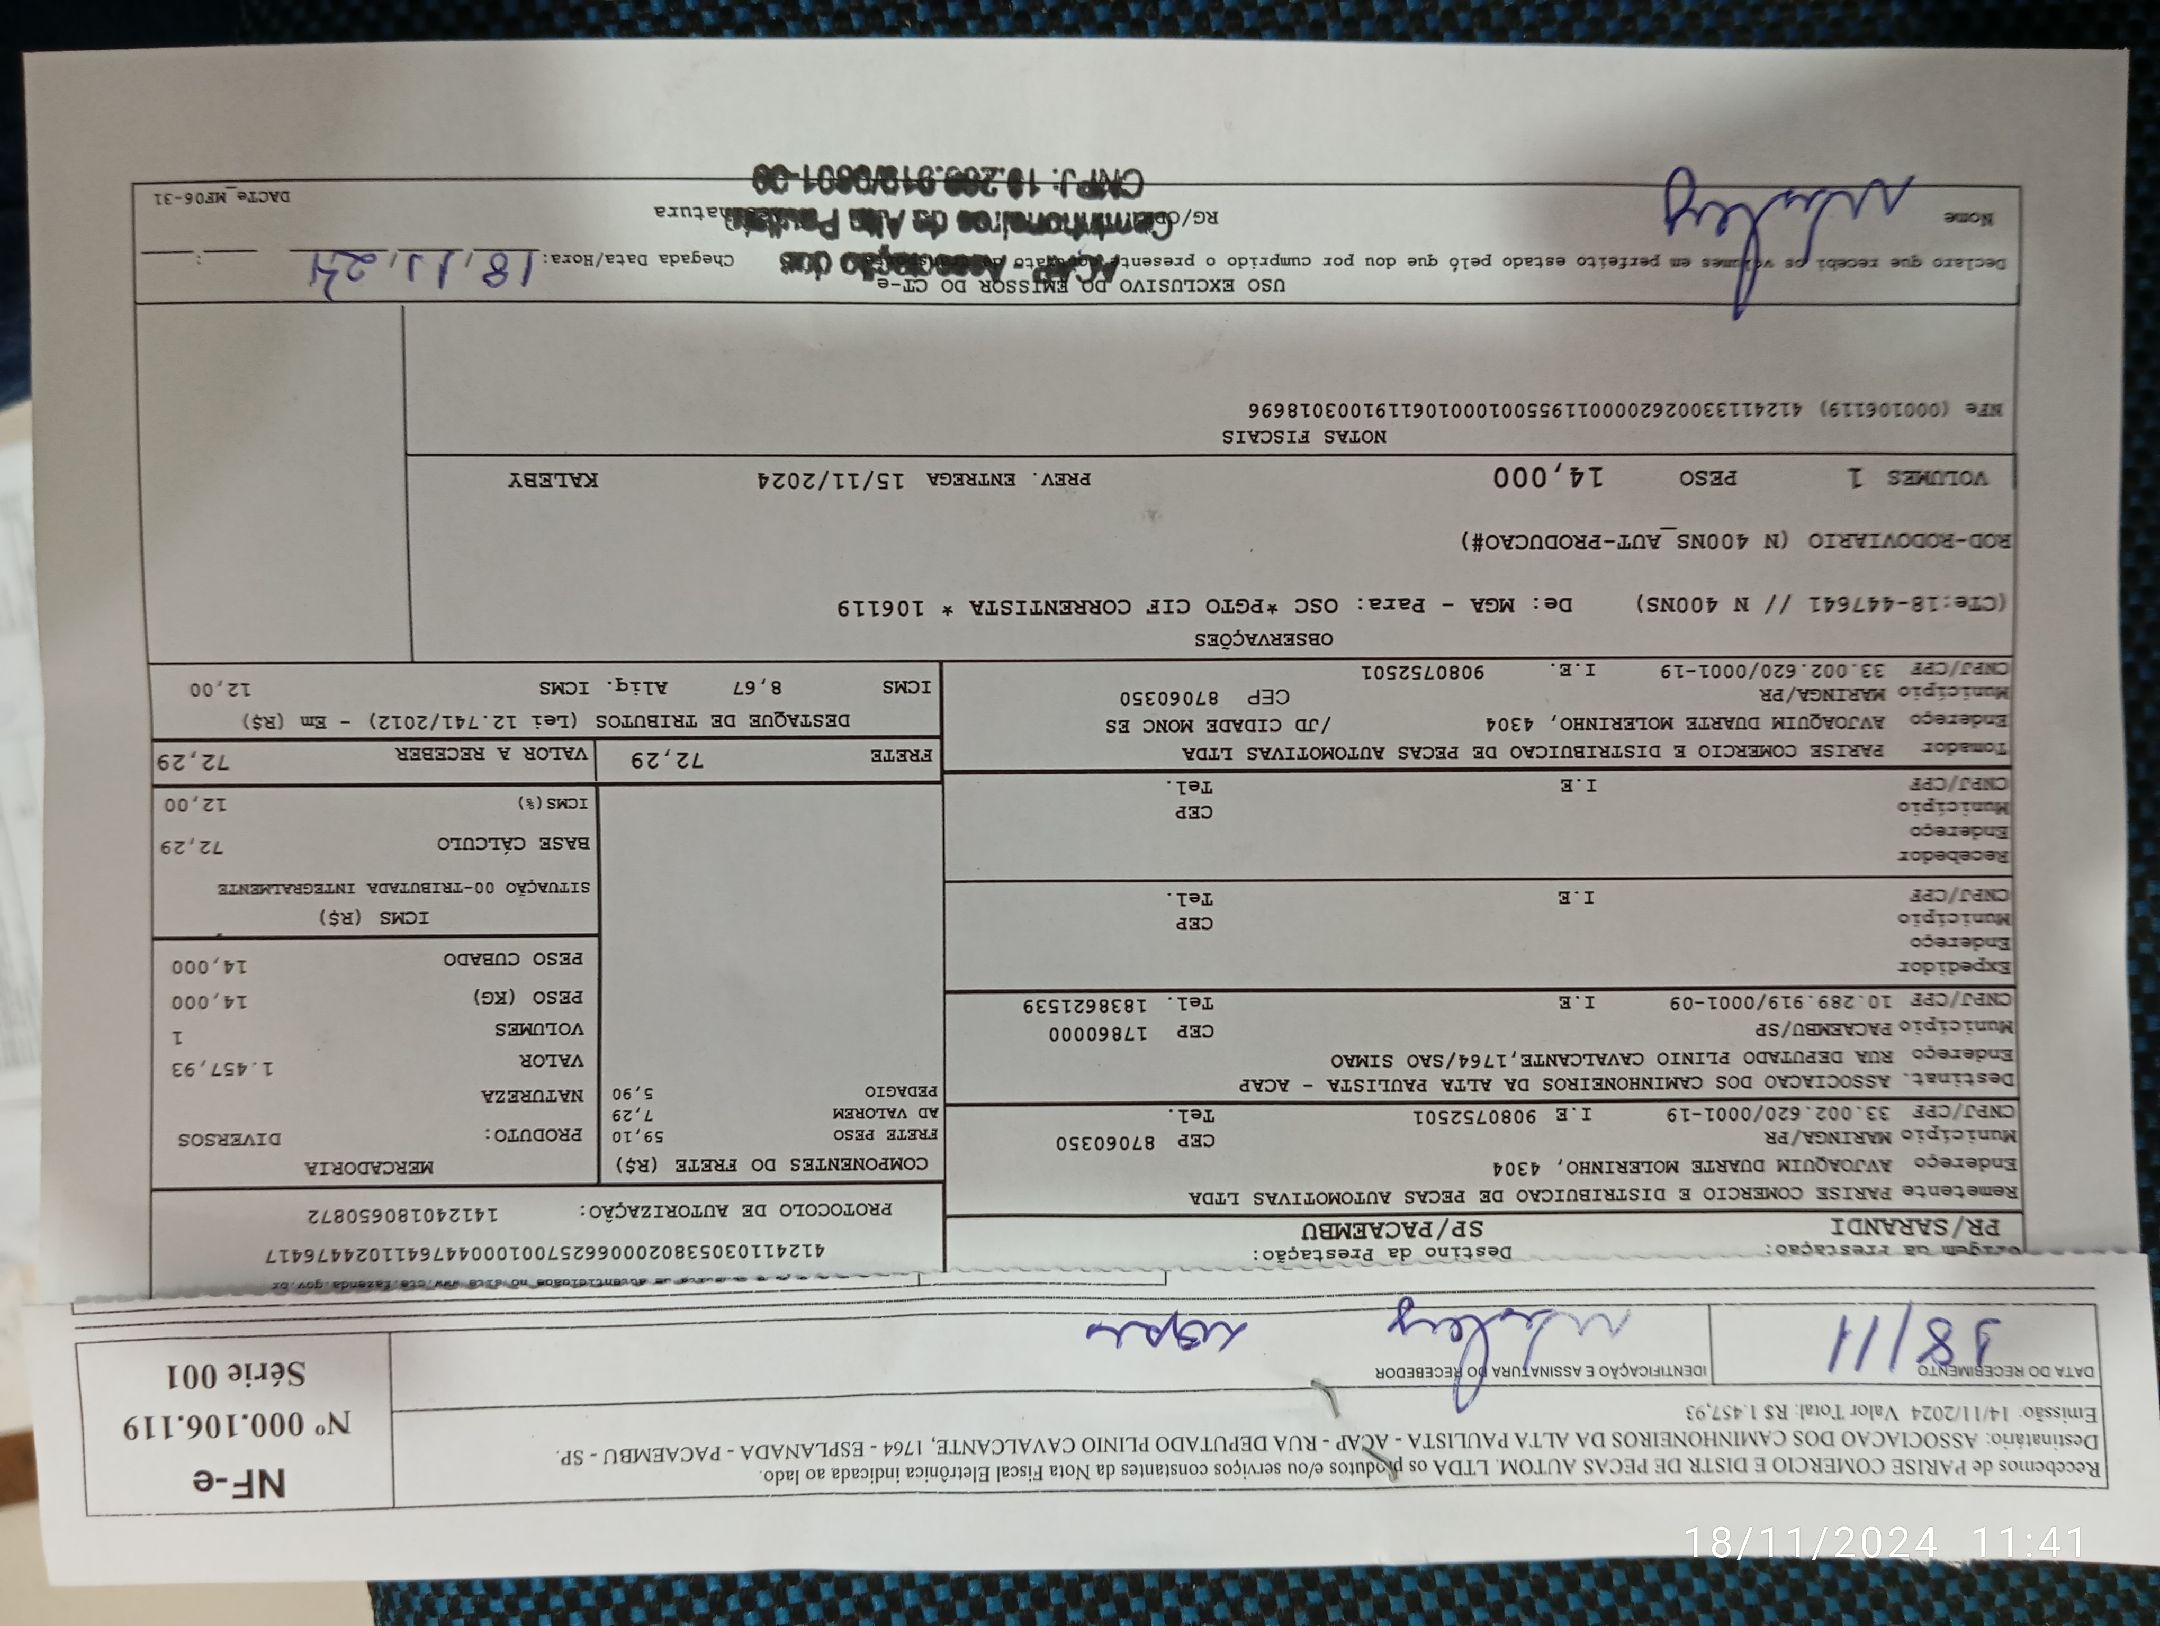 NF-e
Nº 000.106.119
Série 001
Recebemos de PARISE COMERCIO E DISTR DE PECAS AUTOM. LTDA os produtos e/ou serviços constantes da Nota Fiscal Eletrônica indicada ao lado.
Destinatário: ASSOCIACAO DOS CAMINHONEIROS DA ALTA PAULISTA - ACAP - RUA DEPUTADO PLINIO CAVALCANTE, 1764 - ESPLANADA - PACAEMBU - SP.
Emissão: 14/11/2024 Valor Total: R$ 1.457,93
DATA DO RECEBIMENTO
18/11
IDENTIFICAÇÃO E ASSINATURA DO RECEBEDOR
Origem da Prestação: Destino da Prestação:
PR/SARANDI SP/PACAEMBU
412411103053802000662570010004476411024476417
PROTOCOLO DE AUTORIZAÇÃO: 141240180650872
Remetente PARISE COMERCIO E DISTRIBUICAO DE PECAS AUTOMOTIVAS LTDA
Endereço AVJOAQUIM DUARTE MOLERINHO, 4304
Município MARINGA/PR CEP 87060350
CNPJ/CPF 33.002.620/0001-19 I.E 9080752501 Tel.
Destinat. ASSOCIACAO DOS CAMINHONEIROS DA ALTA PAULISTA - ACAP
Endereço RUA DEPUTADO PLINIO CAVALCANTE,1764/SAO SIMAO
Município PACAEMBU/SP CEP 17860000
CNPJ/CPF 10.289.919/0001-09 I.E Tel. 1838621539
Expedidor
Endereço
Município CEP
CNPJ/CPF I.E Tel.
Recebedor
Endereço
Município CEP
CNPJ/CPF I.E Tel.
Tomador PARISE COMERCIO E DISTRIBUICAO DE PECAS AUTOMOTIVAS LTDA
Endereço AVJOAQUIM DUARTE MOLERINHO, 4304 /JD CIDADE MONC ES
Município MARINGA/PR CEP 87060350
CNPJ/CPF 33.002.620/0001-19 I.E. 9080752501
COMPONENTES DO FRETE (R$)
FRETE PESO 59,10
AD VALOREM 7,29
PEDAGIO 5,90
MERCADORIA
PRODUTO: DIVERSOS
NATUREZA
VALOR 1.457,93
VOLUMES 1
PESO (KG) 14,000
PESO CUBADO 14,000
ICMS (R$)
SITUAÇÃO 00-TRIBUTADA INTEGRALMENTE
BASE CÁLCULO 72,29
ICMS(%) 12,00
FRETE 72,29 VALOR A RECEBER 72,29
DESTAQUE DE TRIBUTOS (Lei 12.741/2012) - Em (R$)
ICMS 8,67 Aliq. ICMS 12,00
OBSERVAÇÕES
(CTe:18-447641 // N 400NS) De: MGA - Para: OSC *PGTO CIF CORRENTISTA * 106119
ROD-RODOVIARIO (N 400NS_AUT-PRODUCAO#)
VOLUMES 1 PESO 14,000 PREV. ENTREGA 15/11/2024 KALEBY
NOTAS FISCAIS
NFe (000106119) 41241133002620000119550010001061191003018696
USO EXCLUSIVO DO EMISSOR DO CT-e
Declaro que recebi os volumes em perfeito estado pelo que dou por cumprido o presente
Chegada Data/Hora: 18,11,24
Nome RG/CPF
ACAP Associação dos
Caminhoneiros da Alta Paulista
DACTe_MF06-31
18/11/2024 11:41